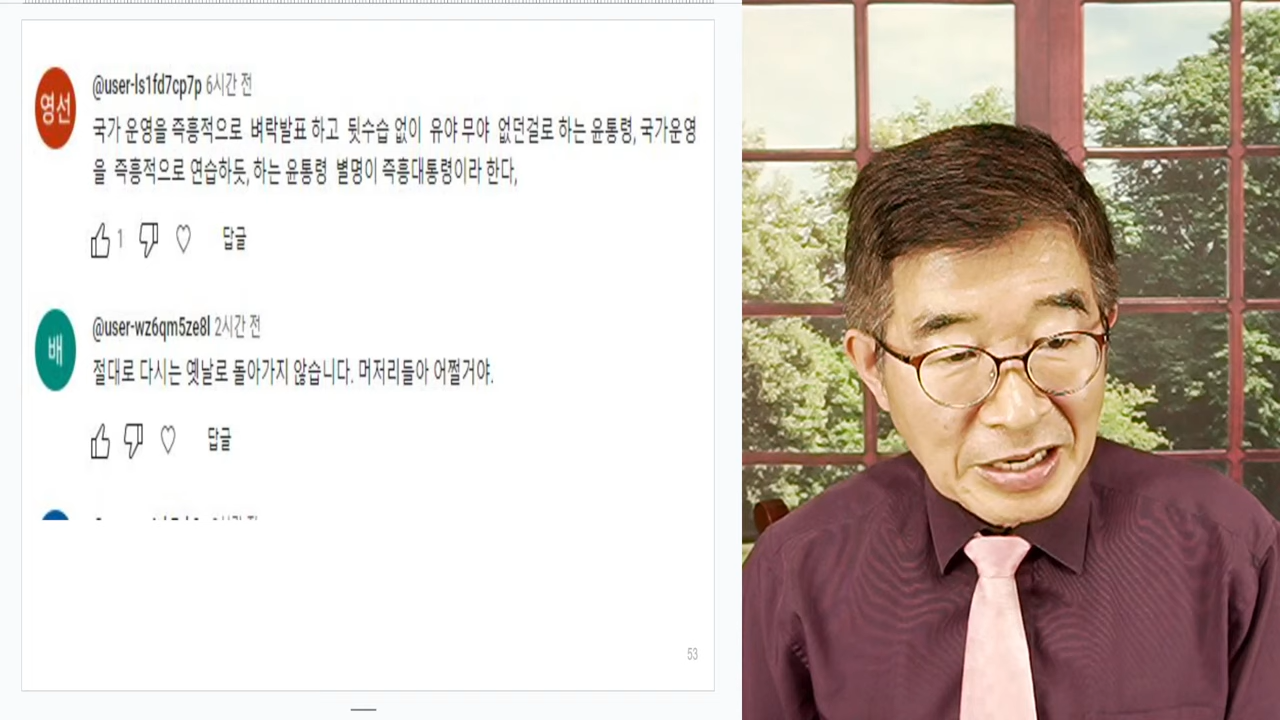 영선
@user-ls1fd7cp7p 6시간 전
국가 운영을 즉흥적으로 벼락발표 하고 뒷수습 없이 유야 무야 없던걸로 하는 윤통령, 국가운영
을 즉흥적으로 연습하듯, 하는 윤통령 별명이 즉흥대통령이라 한다,
1 답글
배
@user-wz6qm5ze8l 2시간 전
절대로 다시는 옛날로 돌아가지 않습니다. 머저리들아 어쩔거야.
답글
53